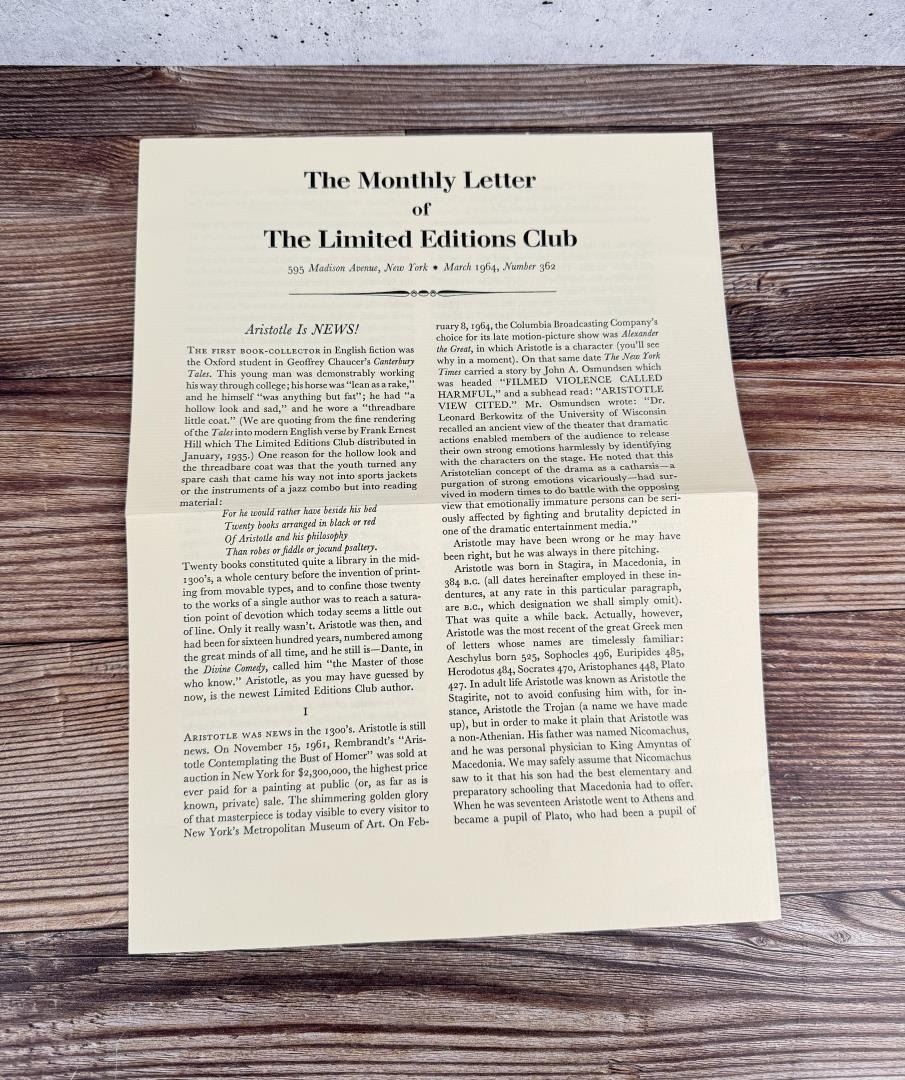 The Monthly Letter
of
The Limited Editions Club
595 Madison Avenue, New York • March 1964, Number 362
Aristotle Is NEWS!
THE FIRST BOOK-COLLECTOR in English fiction was
the Oxford student in Geoffrey Chaucer's Canterbury
Tales. This young man was demonstrably working
his way through college; his horse was "lean as a rake,"
and he himself "was anything but fat"; he had "a
hollow look and sad," and he wore a "threadbare
little coat." (We are quoting from the fine rendering
of the Tales into modern English verse by Frank Ernest
Hill which The Limited Editions Club distributed in
January, 1935.) One reason for the hollow look and
the threadbare coat was that the youth turned any
spare cash that came his way not into sports jackets
or the instruments of a jazz combo but into reading
material:
For he would rather have beside his bed
Twenty books arranged in black or red
Of Aristotle and his philosophy
Than robes or fiddle or jocund psaltery.
Twenty books constituted quite a library in the mid-
1300's, a whole century before the invention of print-
ing from movable types, and to confine those twenty
to the works of a single author was to reach a satura-
tion point of devotion which today seems a little out
of line. Only it really wasn't. Aristotle was then, and
had been for sixteen hundred years, numbered among
the great minds of all time, and he still is—Dante, in
the Divine Comedy, called him "the Master of those
who know." Aristotle, as you may have guessed by
now, is the newest Limited Editions Club author.
I
ARISTOTLE WAS NEWS in the 1300's. Aristotle is still
news. On November 15, 1961, Rembrandt's "Aris-
totle Contemplating the Bust of Homer" was sold at
auction in New York for $2,300,000, the highest price
ever paid for a painting at public (or, as far as is
known, private) sale. The shimmering golden glory
of that masterpiece is today visible to every visitor to
New York's Metropolitan Museum of Art. On Feb-
ruary 8, 1964, the Columbia Broadcasting Company's
choice for its late motion-picture show was Alexander
the Great, in which Aristotle is a character (you'll see
why in a moment). On that same date The New York
Times carried a story by John A. Osmundsen which
was headed "FILMED VIOLENCE CALLED
HARMFUL," and a subhead read: "ARISTOTLE
VIEW CITED." Mr. Osmundsen wrote: "Dr.
Leonard Berkowitz of the University of Wisconsin
recalled an ancient view of the theater that dramatic
actions enabled members of the audience to release
their own strong emotions harmlessly by identifying
with the characters on the stage. He noted that this
Aristotelian concept of the drama as a catharsis—a
purgation of strong emotions vicariously—had sur-
vived in modern times to do battle with the opposing
view that emotionally immature persons can be seri-
ously affected by fighting and brutality depicted in
one of the dramatic entertainment media."
Aristotle may have been wrong or he may have
been right, but he was always in there pitching.
Aristotle was born in Stagira, in Macedonia, in
384 B.C. (all dates hereinafter employed in these in-
dentures, at any rate in this particular paragraph,
are B.C., which designation we shall simply omit).
That was quite a while back. Actually, however,
Aristotle was the most recent of the great Greek men
of letters whose names are timelessly familiar:
Aeschylus born 525, Sophocles 496, Euripides 485,
Herodotus 484, Socrates 470, Aristophanes 448, Plato
427. In adult life Aristotle was known as Aristotle the
Stagirite, not to avoid confusing him with, for in-
stance, Aristotle the Trojan (a name we have made
up), but in order to make it plain that Aristotle was
a non-Athenian. His father was named Nicomachus,
and he was personal physician to King Amyntas of
Macedonia. We may safely assume that Nicomachus
saw to it that his son had the best elementary and
preparatory schooling that Macedonia had to offer.
When he was seventeen Aristotle went to Athens and
became a pupil of Plato, who had been a pupil of